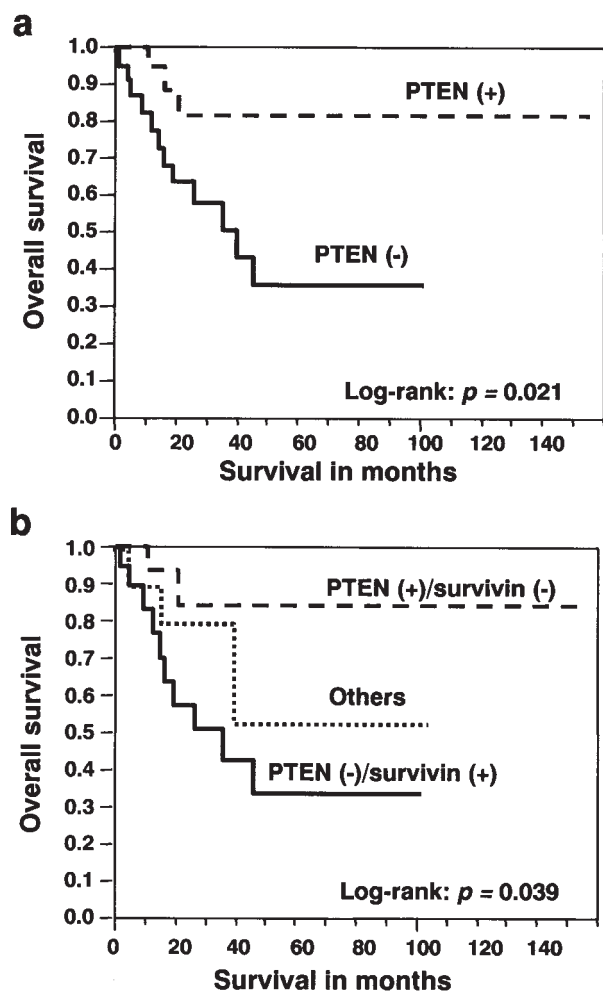 a
Overall survival
1.0
0.9
0.8
0.7
0.6
0.5
0.4
0.3
0.2
0.1
0.0
PTEN (+)
PTEN (-)
Log-rank: p = 0.021
0 20 40 60 80 100 120 140
Survival in months
b
Overall survival
1.0
0.9
0.8
0.7
0.6
0.5
0.4
0.3
0.2
0.1
0.0
PTEN (+)/survivin (-)
Others
PTEN (-)/survivin (+)
Log-rank: p = 0.039
0 20 40 60 80 100 120 140
Survival in months